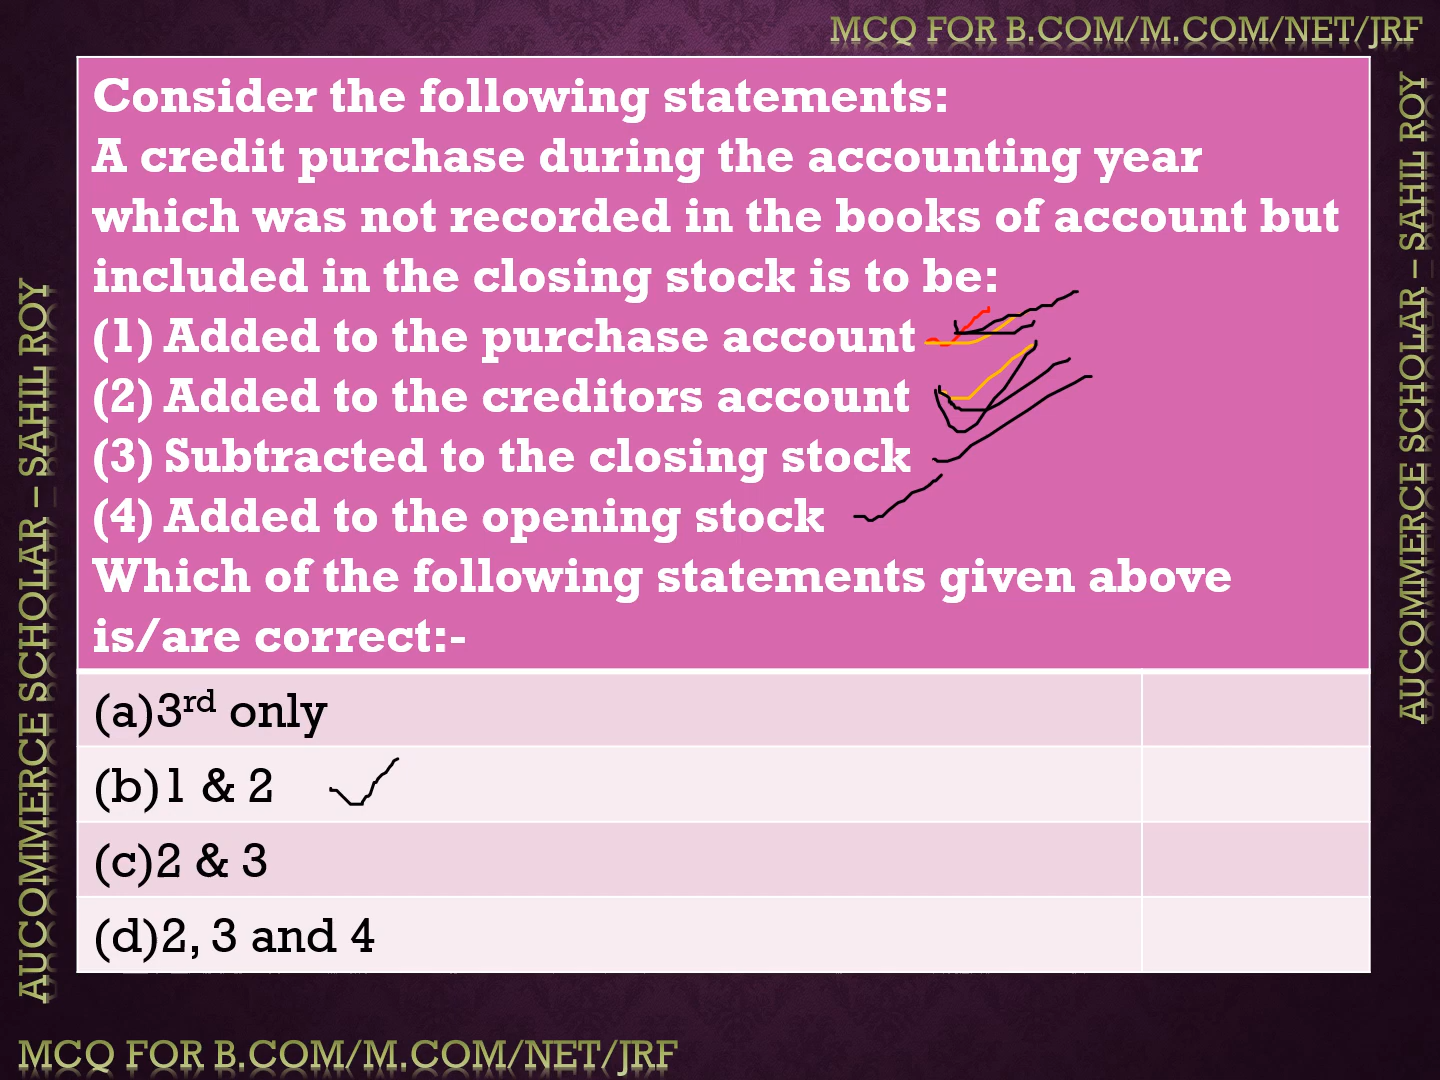 MCQ FOR B.COM/M.COM/NET/JRF
Consider the following statements:
A credit purchase during the accounting year
which was not recorded in the books of account but
included in the closing stock is to be:
(1) Added to the purchase account
(2) Added to the creditors account
(3) Subtracted to the closing stock
(4) Added to the opening stock
Which of the following statements given above
is/are correct:-
(a)3rd only
(b)1 & 2
(c)2 & 3
(d)2, 3 and 4
AUCOMMERCE SCHOLAR – SAHIL ROY
AUCOMMERCE SCHOLAR – SAHIL ROY
MCQ FOR B.COM/M.COM/NET/JRF